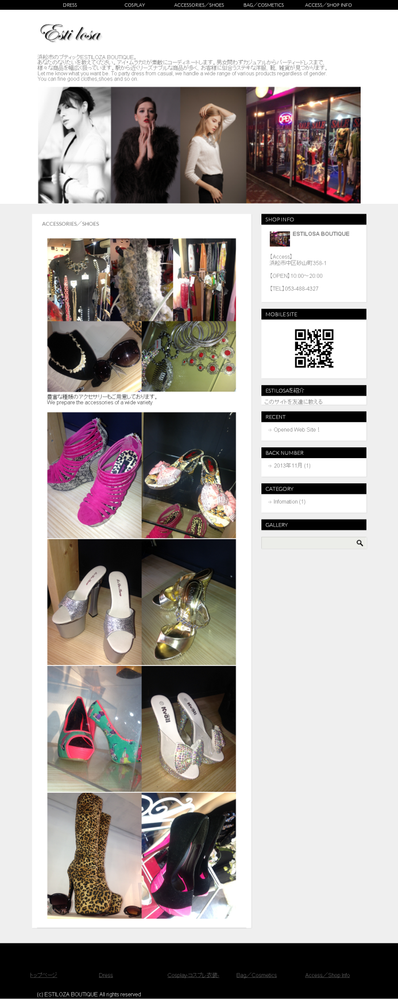 DRESS
COSPLAY
ACCESSORIES／SHOES
BAG／COSMETICS
ACCESS／SHOP INFO
Esti losa
浜松市のブティックESTILOZA BOUTIQUE。
あなたのなりたいを教えてください。アイ・ムラカミが素敵にコーディネートします。男女問わずカジュアルからパーティードレスまで、
様々な商品を幅広く扱っています。駅から近くリーズナブルな商品が多く、お客様に似合うステキな洋服、靴、雑貨が見つかります。
Let me know what you want be. To party dress from casual, we handle a wide range of various products regardless of gender.
You can fine good clothes,shoes and so on.
OPEN
ACCESSORIES／SHOES
豊富な種類のアクセサリーもご用意しております。
We prepare the accessories of a wide variety
Kvoll
SHOP INFO
ESTILOSA BOUTIQUE
【Access】
浜松市中区砂山町358-1
【OPEN】10:00～20:00
【TEL】053-488-4327
MOBILE SITE
ESTILOSAを紹介
このサイトを友達に教える
RECENT
Opened Web Site！
BACK NUMBER
2013年11月 (1)
CATEGORY
Infomation (1)
GALLERY
トップページ
Dress
Cosplay-コスプレ衣装-
Bag／Cosmetics
Access／Shop Info
(c) ESTILOZA BOUTIQUE All rights reserved